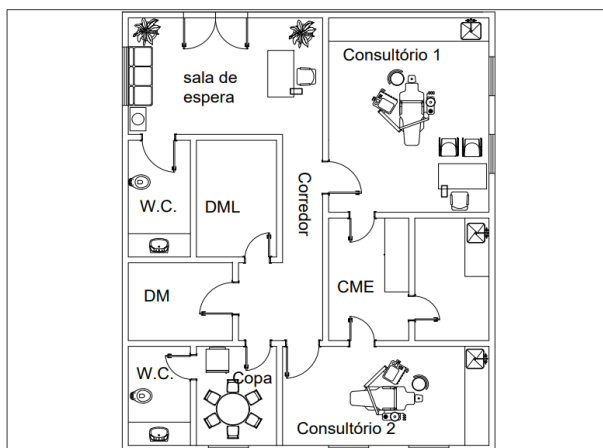 Consultório 1
sala de
espera
W.C.
DML
Corredor
DM
CME
W.C.
Copa
Consultório 2